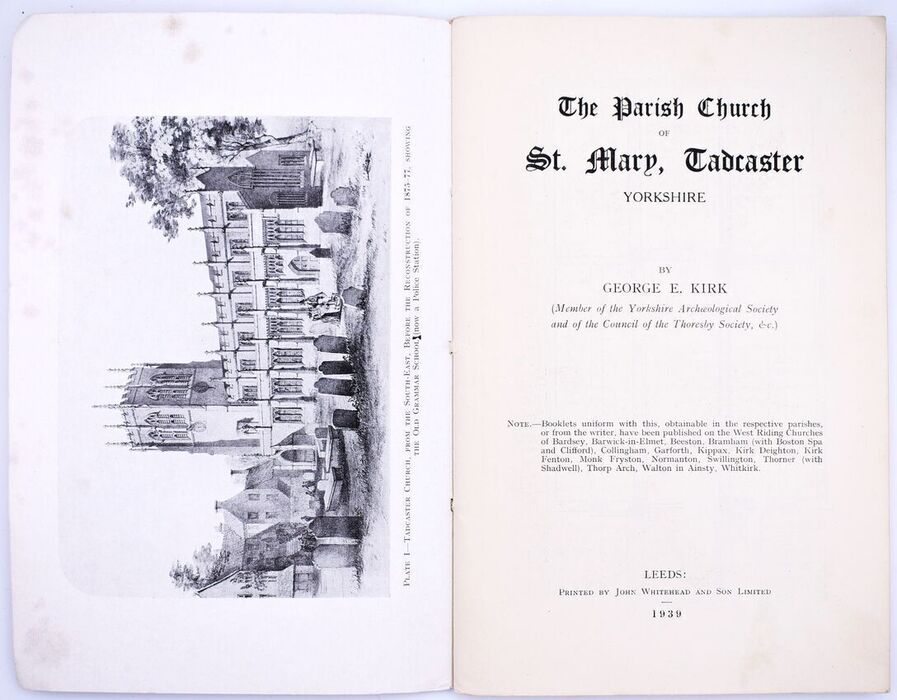 PLATE I—TADCASTER CHURCH, FROM THE SOUTH-EAST, BEFORE THE RECONSTRUCTION OF 1875-77, SHOWING
THE OLD GRAMMAR SCHOOL (NOW A POLICE STATION).
The Parish Church
OF
St. Mary, Tadcaster
YORKSHIRE
BY
GEORGE E. KIRK
(Member of the Yorkshire Archæological Society
and of the Council of the Thoresby Society, &c.)
NOTE.—Booklets uniform with this, obtainable in the respective parishes,
or from the writer, have been published on the West Riding Churches
of Bardsey, Barwick-in-Elmet, Beeston, Bramham (with Boston Spa
and Clifford), Collingham, Garforth, Kippax, Kirk Deighton, Kirk
Fenton, Monk Fryston, Normanton, Swillington, Thorner (with
Shadwell), Thorp Arch, Walton in Ainsty, Whitkirk.
LEEDS:
PRINTED BY JOHN WHITEHEAD AND SON LIMITED
1939